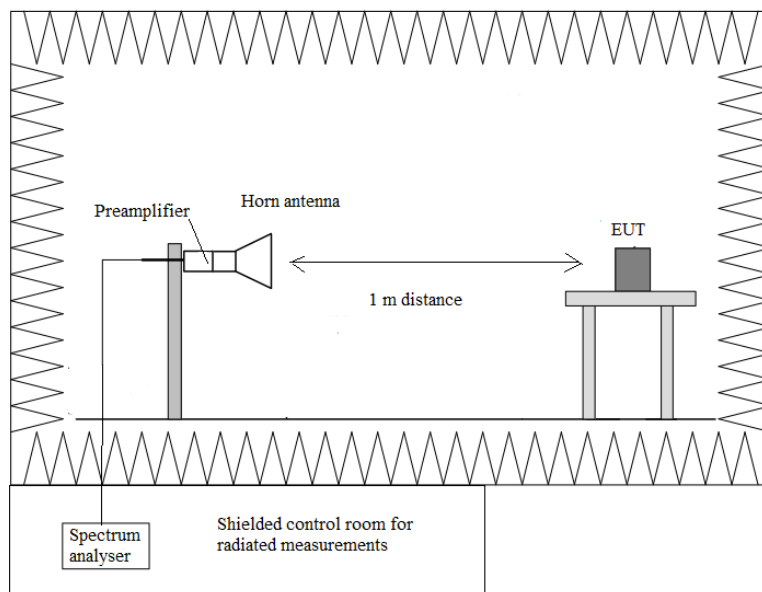 Horn antenna
Preamplifier
EUT
1 m distance
Shielded control room for
radiated measurements
Spectrum
analyser